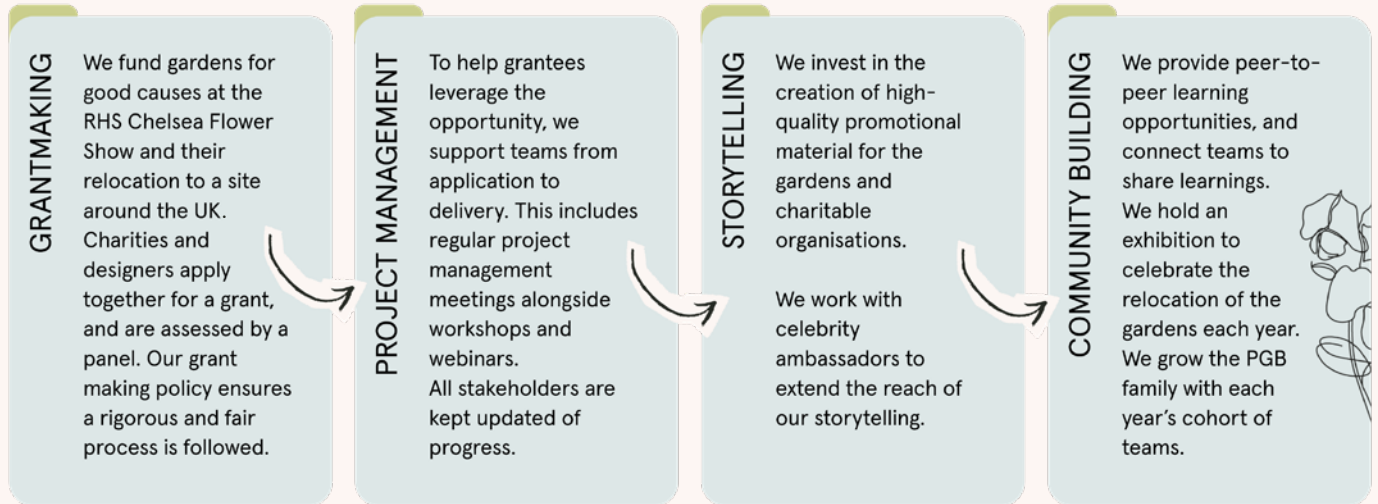 GRANTMAKING
We fund gardens for
good causes at the
RHS Chelsea Flower
Show and their
relocation to a site
around the UK.
Charities and
designers apply
together for a grant,
and are assessed by a
panel. Our grant
making policy ensures
a rigorous and fair
process is followed.
PROJECT MANAGEMENT
To help grantees
leverage the
opportunity, we
support teams from
application to
delivery. This includes
regular project
management
meetings alongside
workshops and
webinars.
All stakeholders are
kept updated of
progress.
STORYTELLING
We invest in the
creation of high-
quality promotional
material for the
gardens and
charitable
organisations.
We work with
celebrity
ambassadors to
extend the reach of
our storytelling.
COMMUNITY BUILDING
We provide peer-to-
peer learning
opportunities, and
connect teams to
share learnings.
We hold an
exhibition to
celebrate the
relocation of the
gardens each year.
We grow the PGB
family with each
year's cohort of
teams.